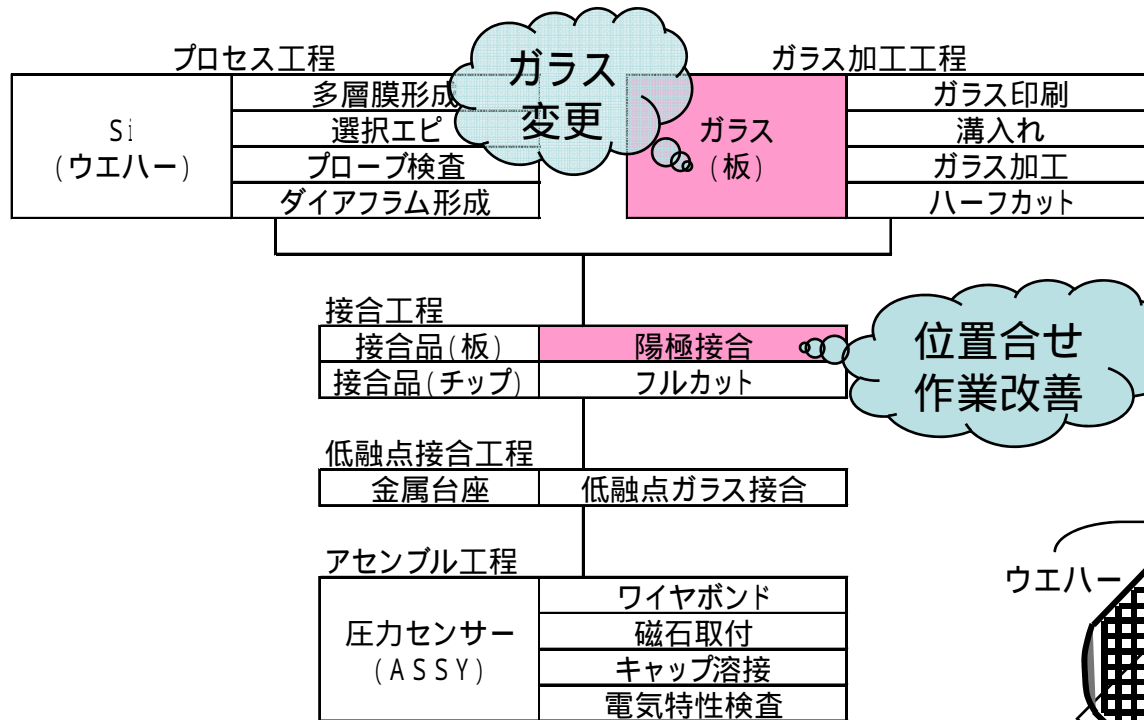 プロセス工程
Si
(ウエハー)
多層膜形成
選択エピ
プローブ検査
ダイアフラム形成
ガラス
変更
ガラス加工工程
ガラス
(板)
ガラス印刷
溝入れ
ガラス加工
ハーフカット
接合工程
接合品(板)
陽極接合
接合品(チップ)
フルカット
位置合せ
作業改善
低融点接合工程
金属台座
低融点ガラス接合
アセンブル工程
圧力センサー
(ASSY)
ワイヤボンド
磁石取付
キャップ溶接
電気特性検査
ウエハー